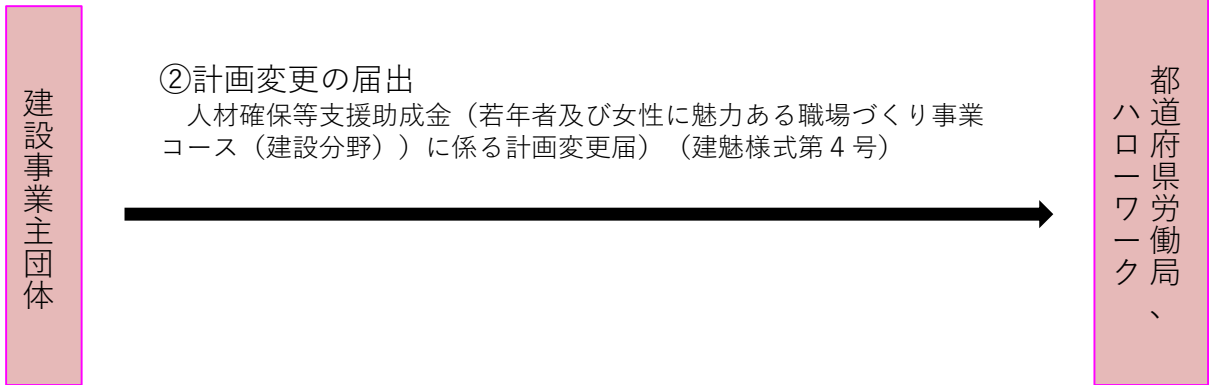 建設事業主団体
②計画変更の届出
　人材確保等支援助成金（若年者及び女性に魅力ある職場づくり事業
コース（建設分野））に係る計画変更届）（建魅様式第４号）
都道府県労働局、
ハローワーク